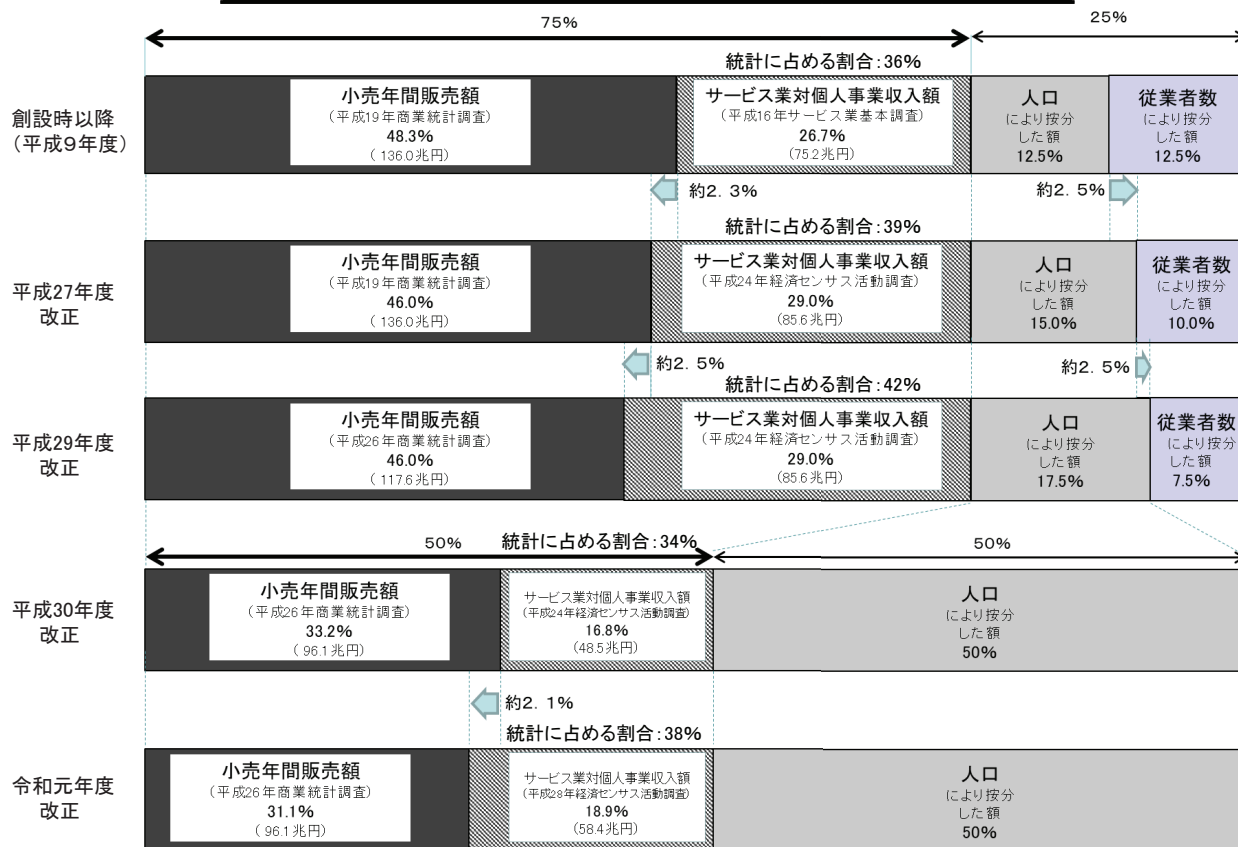 75%
25%
統計に占める割合：36%
創設時以降
（平成9年度）
小売年間販売額
（平成19年商業統計調査）
48.3%
（136.0兆円）
サービス業対個人事業収入額
（平成16年サービス業基本調査）
26.7%
（75.2兆円）
人口
により按分
した額
12.5%
従業者数
により按分
した額
12.5%
約2．3%
約2．5%
統計に占める割合：39%
平成27年度
改正
小売年間販売額
（平成19年商業統計調査）
46.0%
（136.0兆円）
サービス業対個人事業収入額
（平成24年経済センサス活動調査）
29.0%
（85.6兆円）
人口
により按分
した額
15.0%
従業者数
により按分
した額
10.0%
約2．5%
約2．5%
統計に占める割合：42%
平成29年度
改正
小売年間販売額
（平成26年商業統計調査）
46.0%
（117.6兆円）
サービス業対個人事業収入額
（平成24年経済センサス活動調査）
29.0%
（85.6兆円）
人口
により按分
した額
17.5%
従業者数
により按分
した額
7.5%
50%
統計に占める割合：34%
50%
平成30年度
改正
小売年間販売額
（平成26年商業統計調査）
33.2%
（96.1兆円）
サービス業対個人事業収入額
（平成24年経済センサス活動調査）
16.8%
（48.5兆円）
人口
により按分
した額
50%
約2．1%
統計に占める割合：38%
令和元年度
改正
小売年間販売額
（平成26年商業統計調査）
31.1%
（96.1兆円）
サービス業対個人事業収入額
（平成28年経済センサス活動調査）
18.9%
（58.4兆円）
人口
により按分
した額
50%